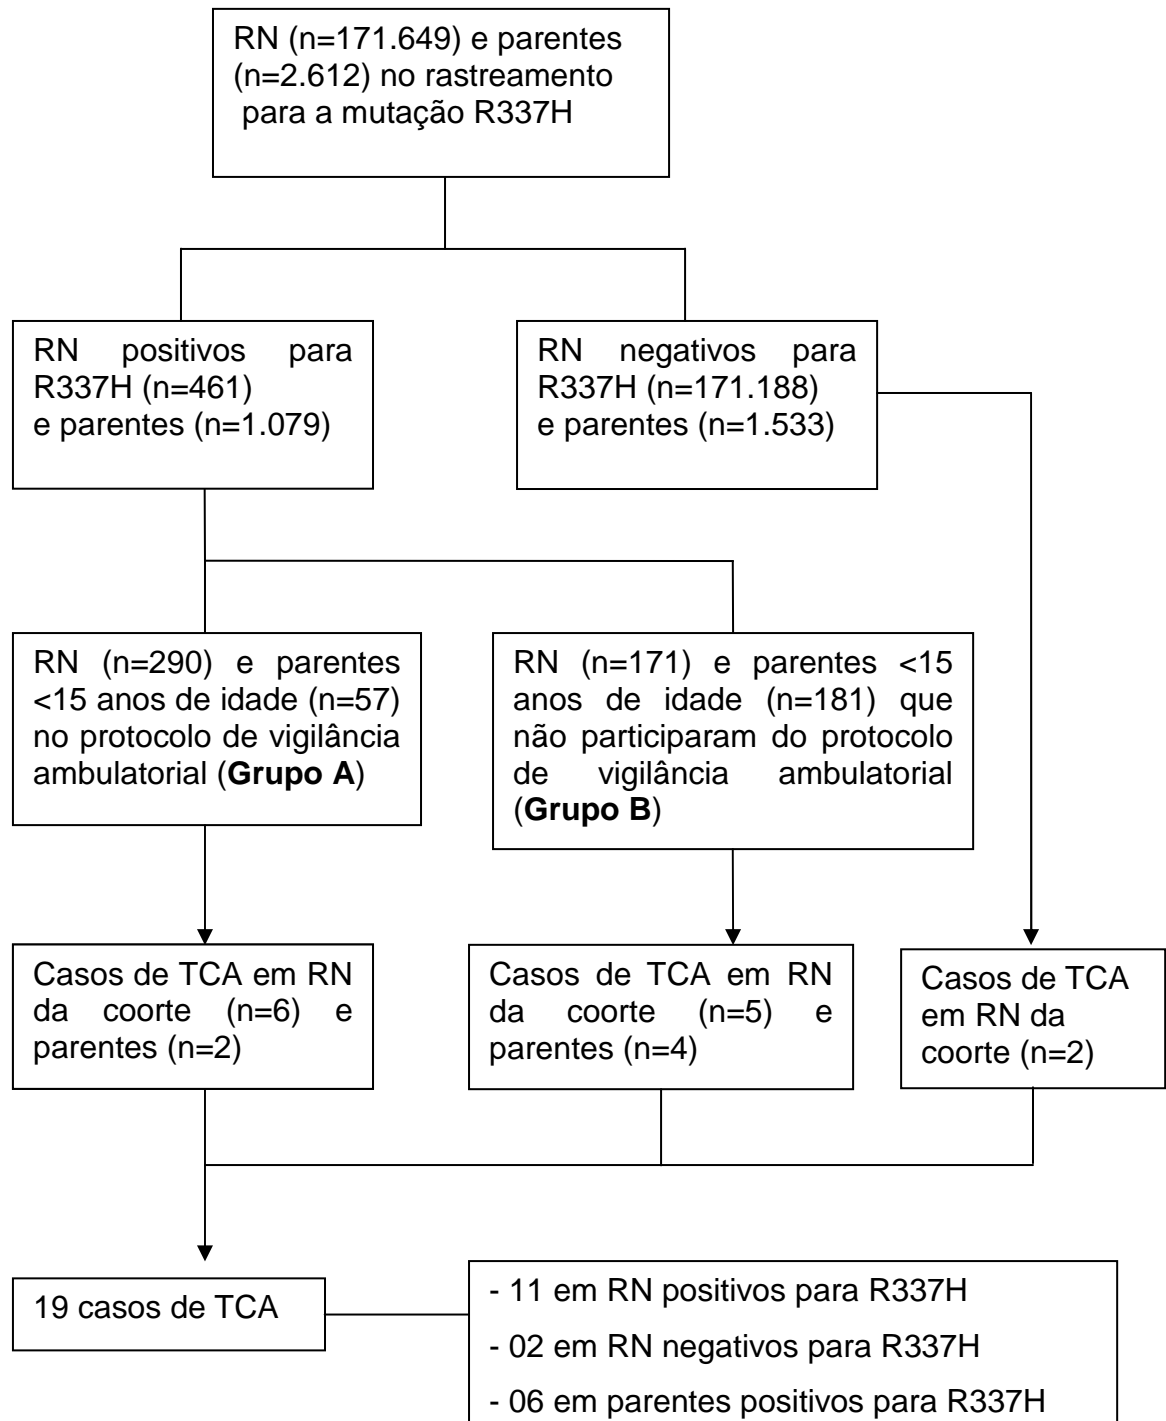 RN (n=171.649) e parentes
(n=2.612) no rastreamento
para a mutação R337H
RN positivos para
R337H (n=461)
e parentes (n=1.079)
RN negativos para
R337H (n=171.188)
e parentes (n=1.533)
RN (n=290) e parentes
<15 anos de idade (n=57)
no protocolo de vigilância
ambulatorial (Grupo A)
RN (n=171) e parentes <15
anos de idade (n=181) que
não participaram do protocolo
de vigilância ambulatorial
(Grupo B)
Casos de TCA em RN
da coorte (n=6) e
parentes (n=2)
Casos de TCA em RN
da coorte (n=5) e
parentes (n=4)
Casos de TCA
em RN da
coorte (n=2)
19 casos de TCA
- 11 em RN positivos para R337H
- 02 em RN negativos para R337H
- 06 em parentes positivos para R337H